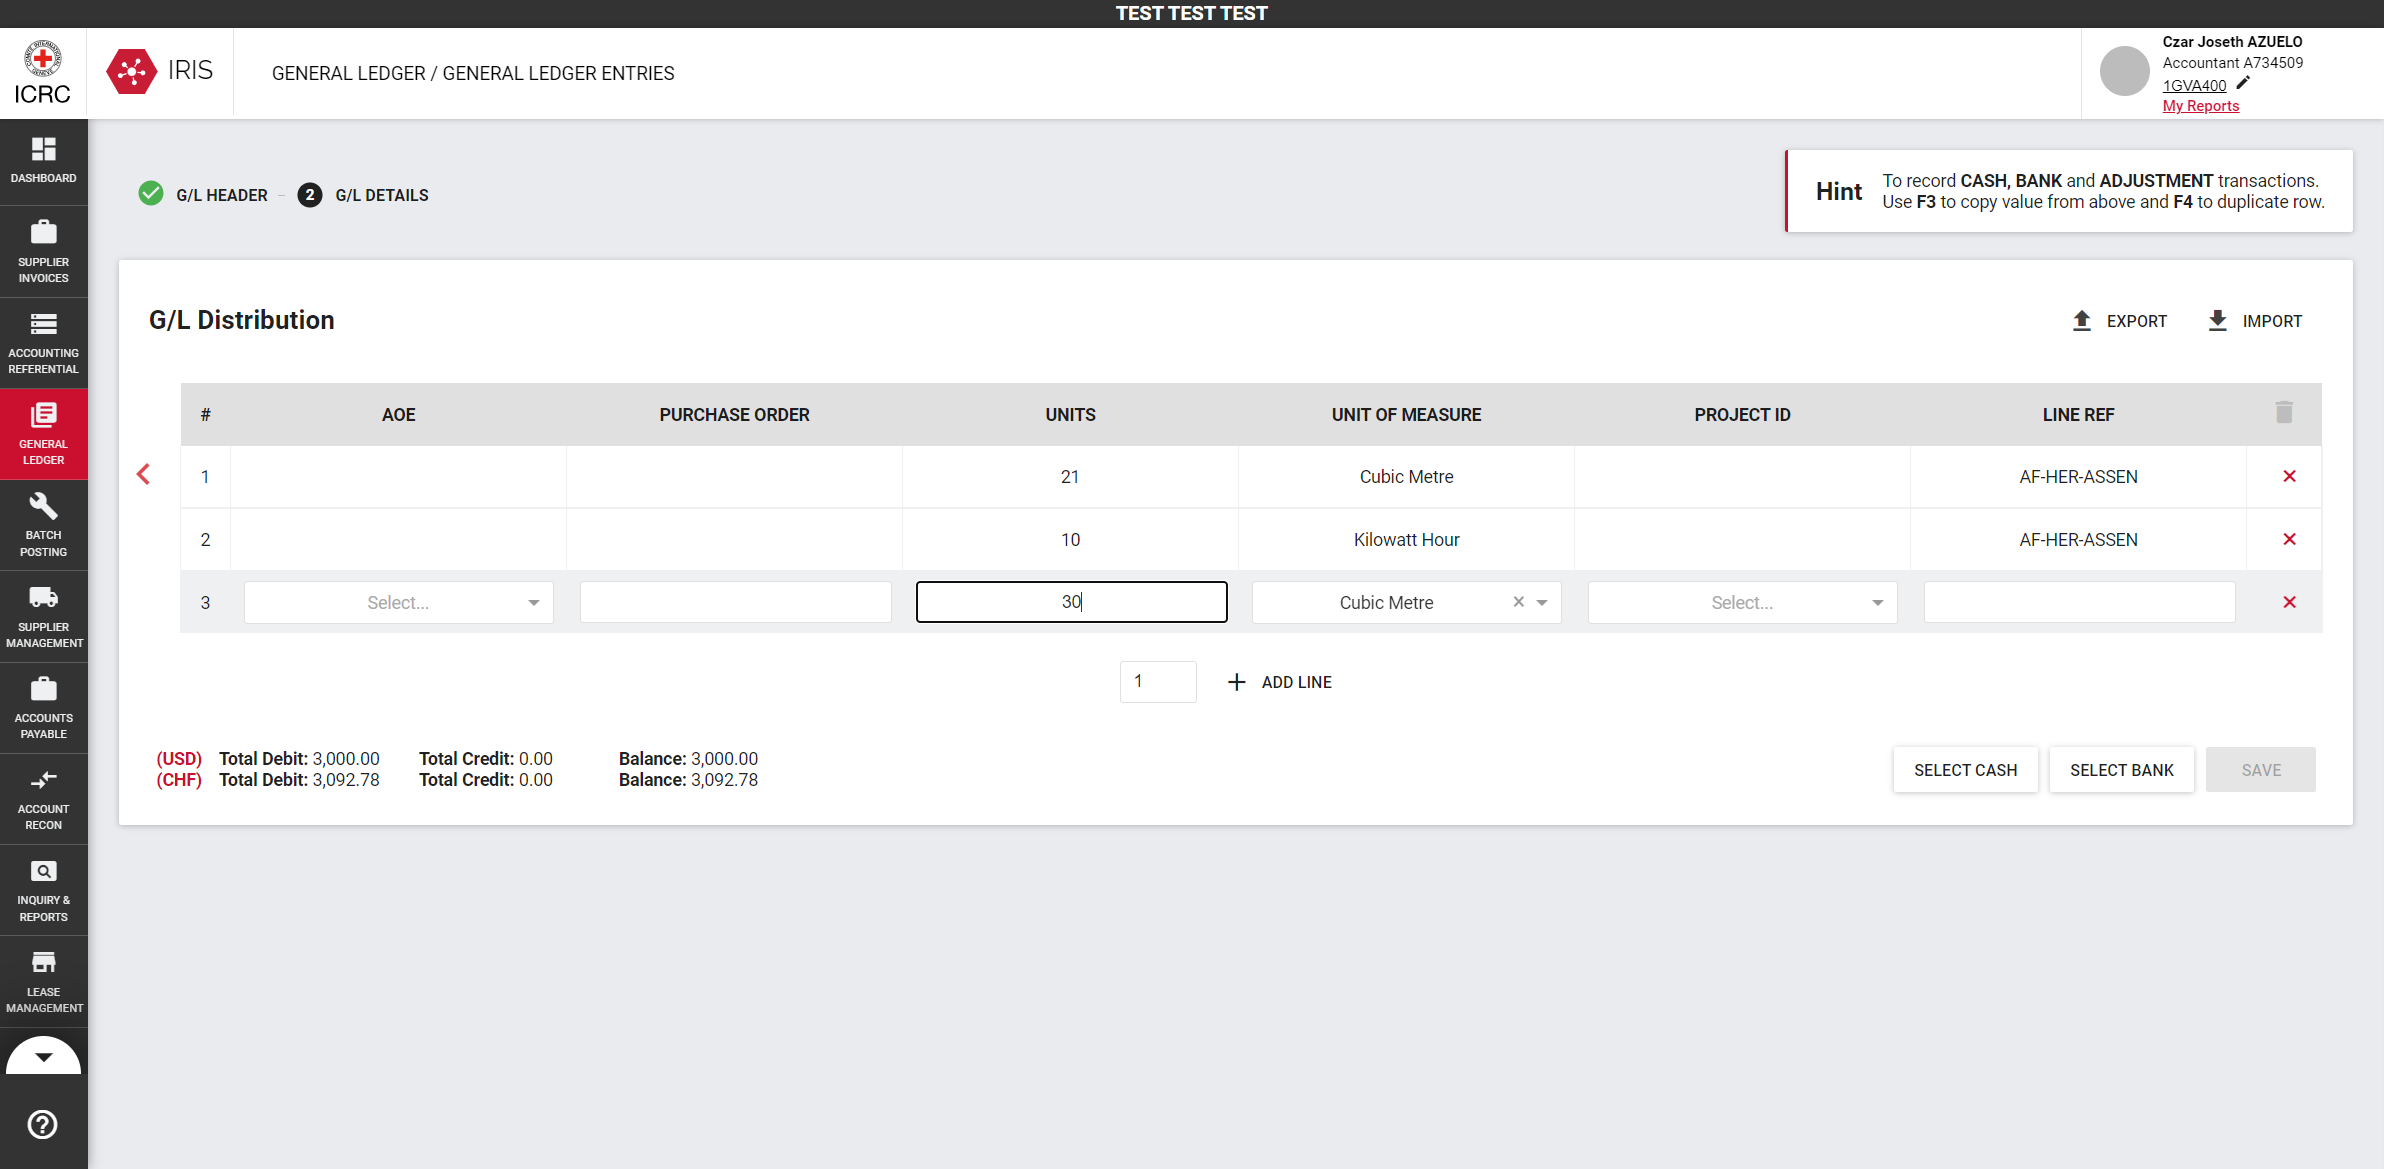 TEST TEST TEST
ICRC
IRIS
GENERAL LEDGER / GENERAL LEDGER ENTRIES
Czar Joseth AZUELO
Accountant A734509
1GVA400
My Reports
DASHBOARD
SUPPLIER
INVOICES
ACCOUNTING
REFERENTIAL
GENERAL
LEDGER
BATCH
POSTING
SUPPLIER
MANAGEMENT
ACCOUNTS
PAYABLE
ACCOUNT
RECON
INQUIRY &
REPORTS
LEASE
MANAGEMENT
G/L HEADER – 2 G/L DETAILS
Hint
To record CASH, BANK and ADJUSTMENT transactions.
Use F3 to copy value from above and F4 to duplicate row.
G/L Distribution
EXPORT IMPORT
# AOE PURCHASE ORDER UNITS UNIT OF MEASURE PROJECT ID LINE REF
1 21 Cubic Metre AF-HER-ASSEN
2 10 Kilowatt Hour AF-HER-ASSEN
3 Select... 30 Cubic Metre Select...
1 + ADD LINE
(USD) Total Debit: 3,000.00 Total Credit: 0.00 Balance: 3,000.00
(CHF) Total Debit: 3,092.78 Total Credit: 0.00 Balance: 3,092.78
SELECT CASH SELECT BANK SAVE